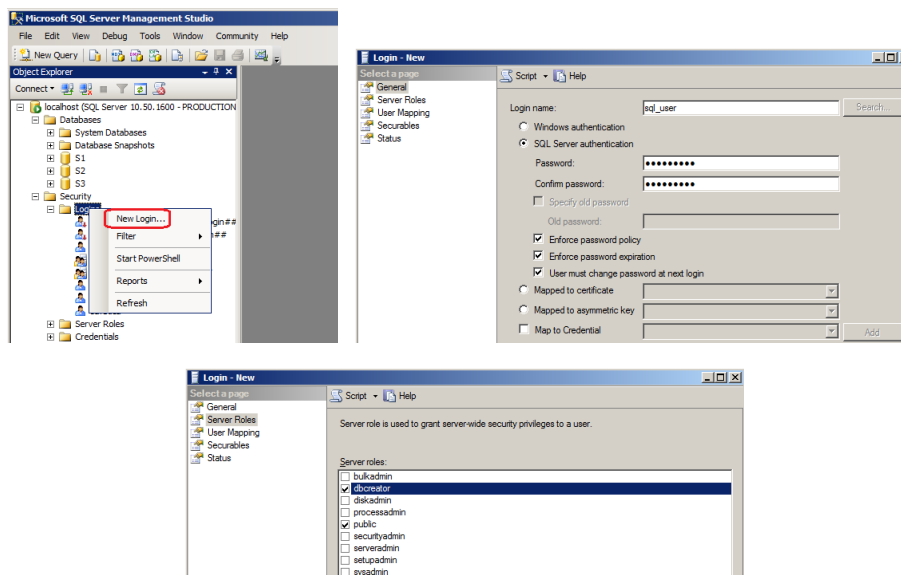 Microsoft SQL Server Management Studio
File Edit View Debug Tools Window Community Help
New Query
Object Explorer
Connect
localhost (SQL Server 10.50.1600 - PRODUCTION
Databases
System Databases
Database Snapshots
S1
S2
S3
Security
New Login...
gin##
Filter
n##
Start PowerShell
Reports
Refresh
Server Roles
Credentials
Login - New
Select a page
General
Server Roles
User Mapping
Securables
Status
Script Help
Login name: sql_user Search...
Windows authentication
SQL Server authentication
Password: •••••••••
Confirm password: •••••••••
Specify old password
Old password:
Enforce password policy
Enforce password expiration
User must change password at next login
Mapped to certificate
Mapped to asymmetric key
Map to Credential Add
Login - New
Select a page
General
Server Roles
User Mapping
Securables
Status
Script Help
Server role is used to grant server-wide security privileges to a user.
Server roles:
bulkadmin
dbcreator
diskadmin
processadmin
public
securityadmin
serveradmin
setupadmin
sysadmin